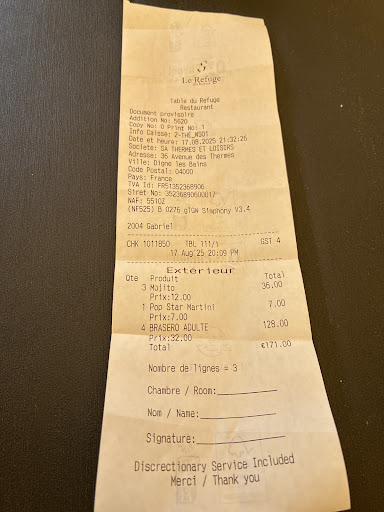 Le Refuge
Table du Refuge
Restaurant
Document provisoire
Addition No: 5620
Copy No: 0 Print No: 1
Info Caisse: 2-THE_WS01
Date et heure: 17.08.2025 21:32:26
Societe: SA THERMES ET LOISIRS
Adresse: 36 Avenue des Thermes
Ville: Digne les Bains
Code Postal: 04000
Pays: France
TVA Id: FR51352368906
Siret No: 35236890600017
NAF: 5510Z
(NF525) B 0276 gIGN Simphony V3.4
2004 Gabriel
CHK 1011850 TBL 111/1 GST 4
17 Aug'25 20:09 PM
Extérieur
Qte Produit Total
3 Mojito 36.00
Prix:12.00
1 Pop Star Martini 7.00
Prix:7.00
4 BRASERO ADULTE 128.00
Prix:32.00
Total €171.00
Nombre de lignes = 3
Chambre / Room:
Nom / Name:
Signature:
Discrectionary Service Included
Merci / Thank you